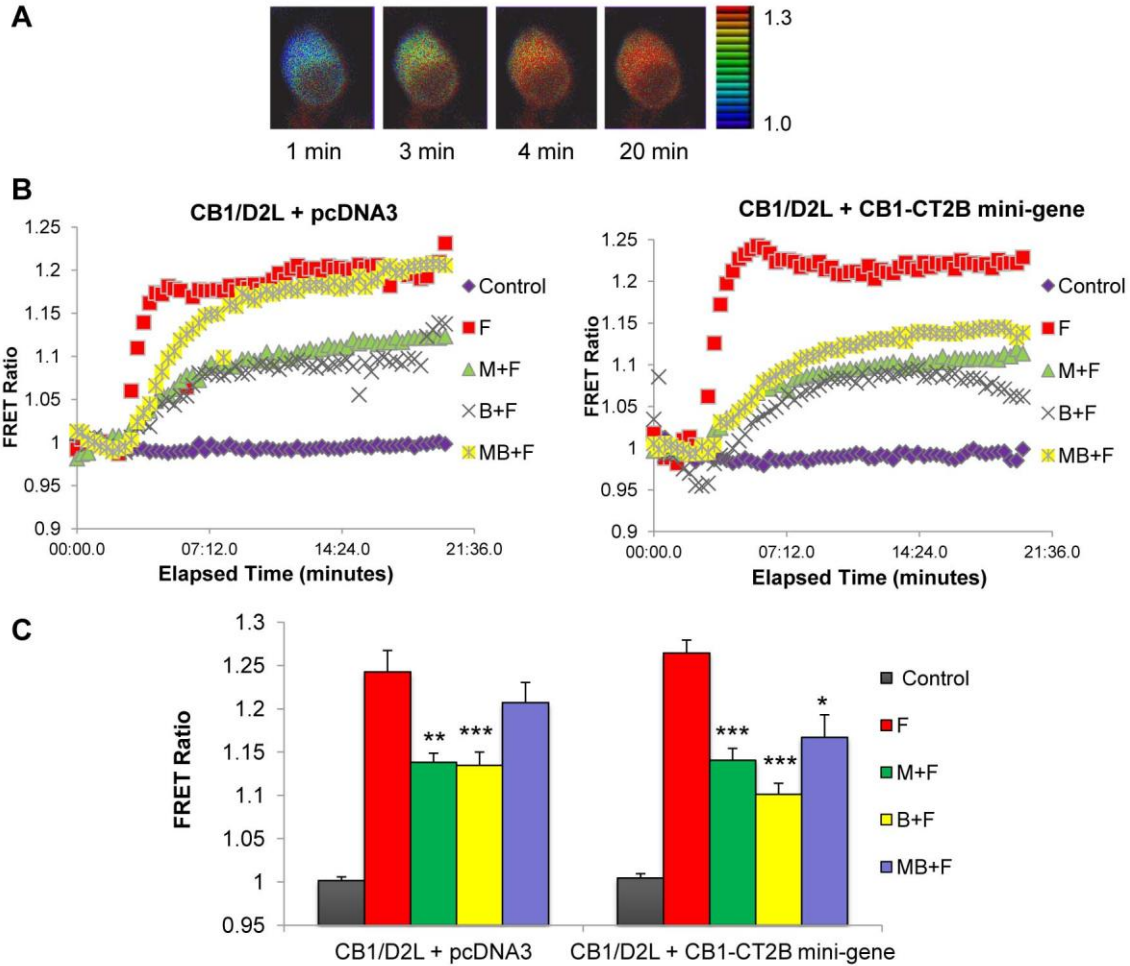 A
1.3
1.0
1 min
3 min
4 min
20 min
B
CB1/D2L + pcDNA3
FRET Ratio
1.25
1.2
1.15
1.1
1.05
1
0.95
0.9
00:00.0
07:12.0
14:24.0
21:36.0
Elapsed Time (minutes)
Control
F
M+F
B+F
MB+F
CB1/D2L + CB1-CT2B mini-gene
FRET Ratio
1.25
1.20
1.15
1.10
1.05
1
0.95
0.9
00:00.0
07:12.0
14:24.0
21:36.0
Elapsed Time (minutes)
Control
F
M+F
B+F
MB+F
C
FRET Ratio
1.3
1.25
1.2
1.15
1.1
1.05
1
0.95
**
***
***
***
*
CB1/D2L + pcDNA3
CB1/D2L + CB1-CT2B mini-gene
Control
F
M+F
B+F
MB+F